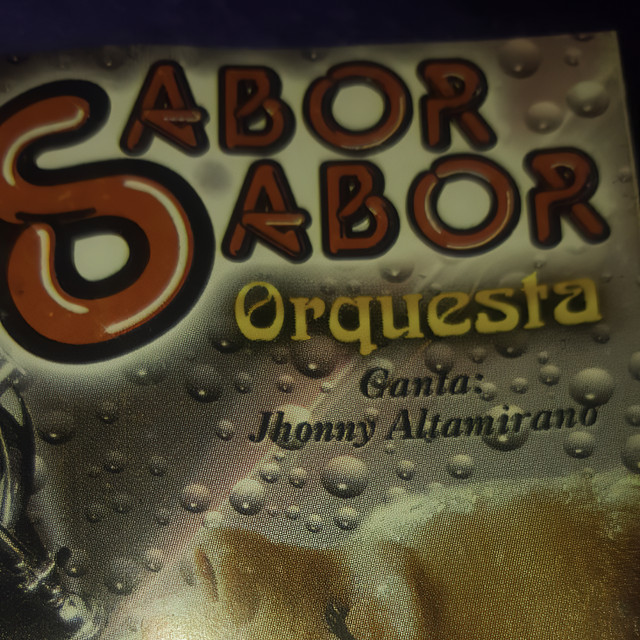 SABOR
SABOR
Orquesta
Canta:
Jhonny Altamirano